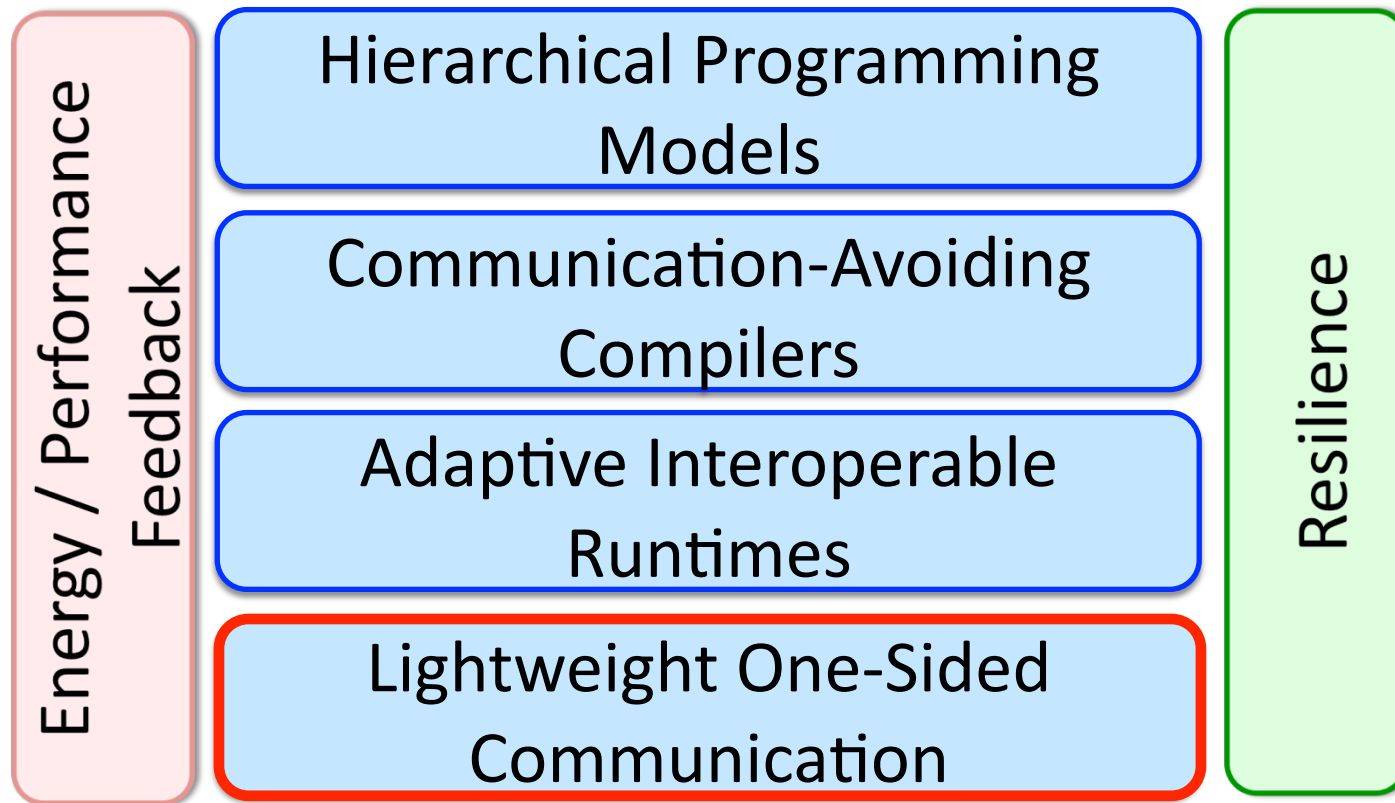 Energy / Performance
Feedback
Hierarchical Programming
Models
Communication-Avoiding
Compilers
Adaptive Interoperable
Runtimes
Lightweight One-Sided
Communication
Resilience